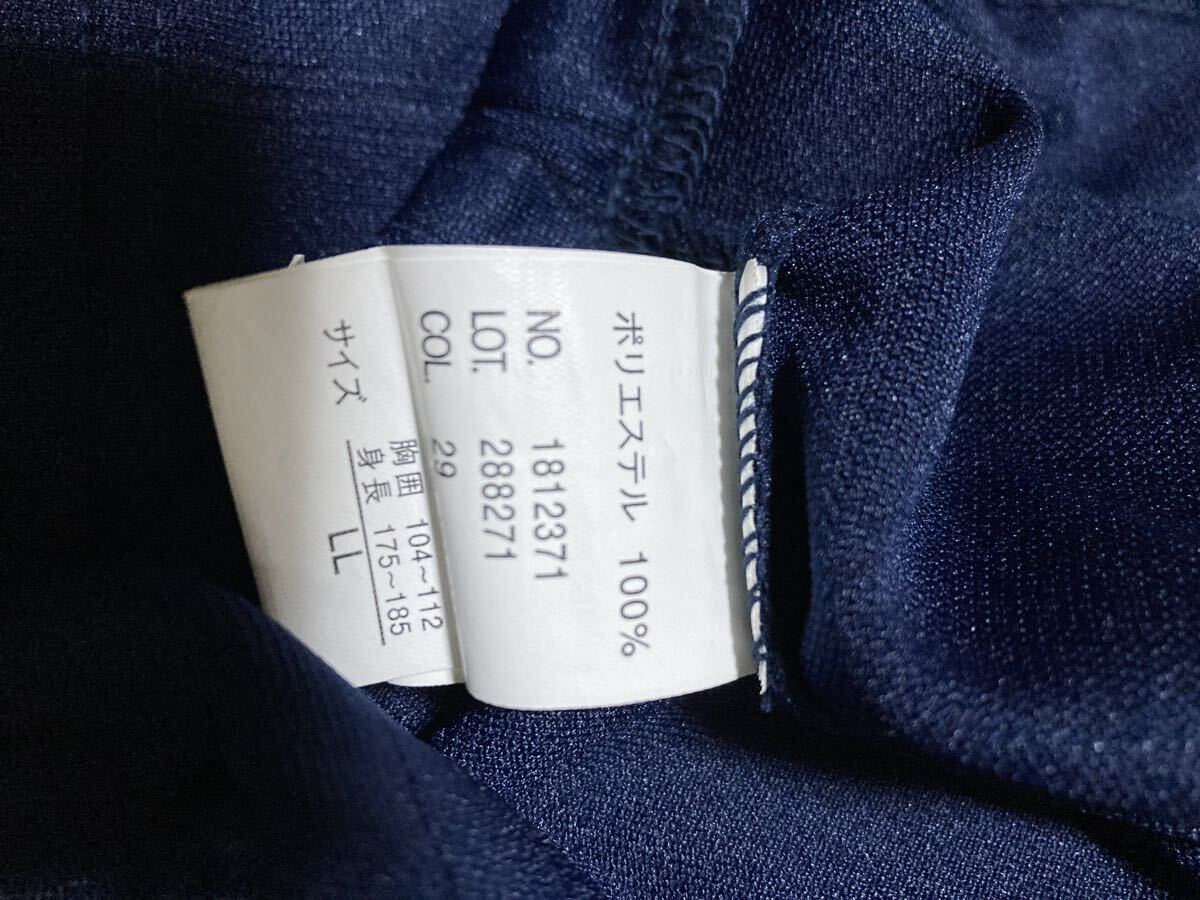 ポリエステル 100%
NO. 1812371
LOT. 288271
COL. 29
サイズ
胸囲 104~112
身長 175~185
LL